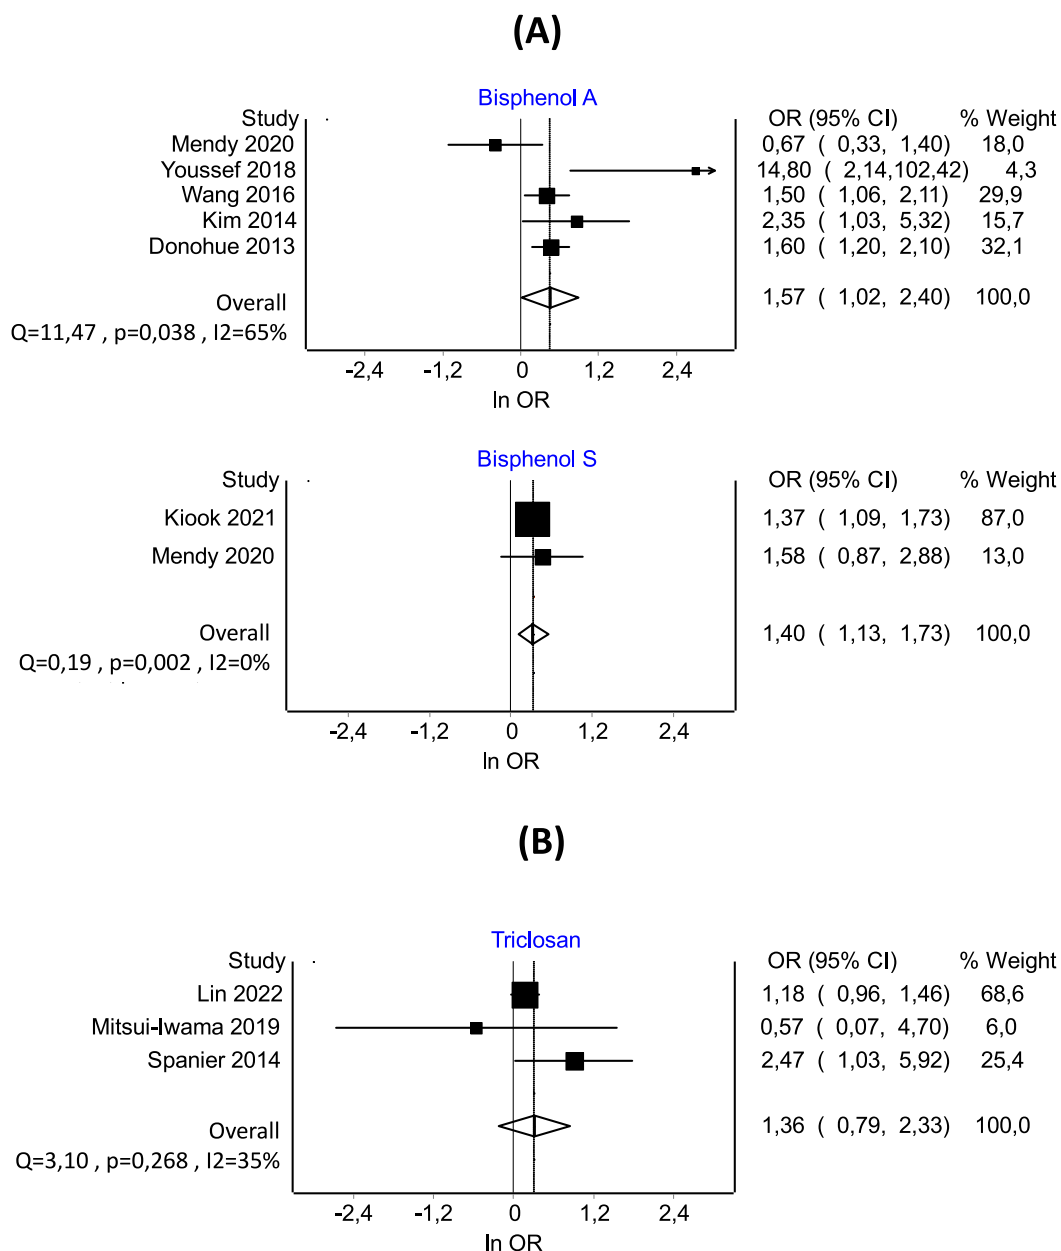 (A)
Bisphenol A
Study OR (95% CI) % Weight
Mendy 2020 0,67 ( 0,33, 1,40) 18,0
Youssef 2018 14,80 ( 2,14,102,42) 4,3
Wang 2016 1,50 ( 1,06, 2,11) 29,9
Kim 2014 2,35 ( 1,03, 5,32) 15,7
Donohue 2013 1,60 ( 1,20, 2,10) 32,1
Overall 1,57 ( 1,02, 2,40) 100,0
Q=11,47 , p=0,038 , I2=65%
-2,4 -1,2 0 1,2 2,4
ln OR
Bisphenol S
Study OR (95% CI) % Weight
Kiook 2021 1,37 ( 1,09, 1,73) 87,0
Mendy 2020 1,58 ( 0,87, 2,88) 13,0
Overall 1,40 ( 1,13, 1,73) 100,0
Q=0,19 , p=0,002 , I2=0%
-2,4 -1,2 0 1,2 2,4
ln OR
(B)
Triclosan
Study OR (95% CI) % Weight
Lin 2022 1,18 ( 0,96, 1,46) 68,6
Mitsui-Iwama 2019 0,57 ( 0,07, 4,70) 6,0
Spanier 2014 2,47 ( 1,03, 5,92) 25,4
Overall 1,36 ( 0,79, 2,33) 100,0
Q=3,10 , p=0,268 , I2=35%
-2,4 -1,2 0 1,2 2,4
ln OR